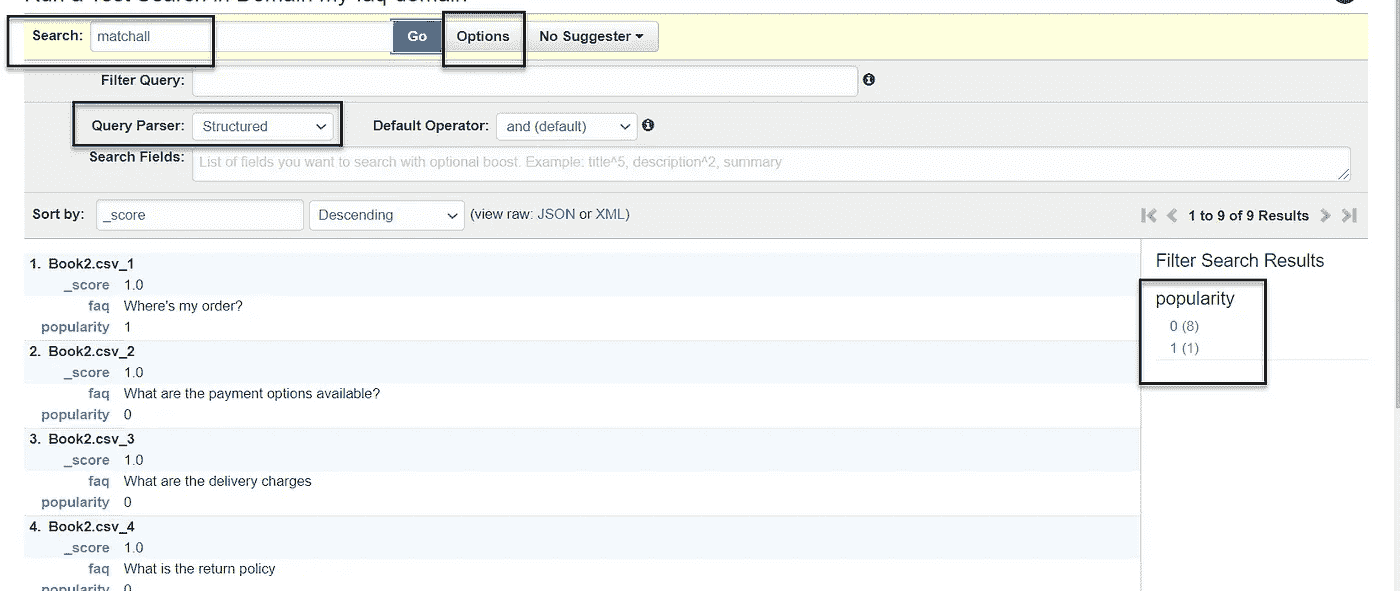 Run a Test Search in Domain my-faq-domain
Search: matchall Go Options No Suggester
Filter Query:
Query Parser: Structured Default Operator: and (default)
Search Fields: List of fields you want to search with optional boost. Example: title^5, description^2, summary
Sort by: _score Descending (view raw: JSON or XML) 1 to 9 of 9 Results
Filter Search Results
popularity
0 (8)
1 (1)
1. Book2.csv_1
_score 1.0
faq Where's my order?
popularity 1
2. Book2.csv_2
_score 1.0
faq What are the payment options available?
popularity 0
3. Book2.csv_3
_score 1.0
faq What are the delivery charges
popularity 0
4. Book2.csv_4
_score 1.0
faq What is the return policy
popularity 0